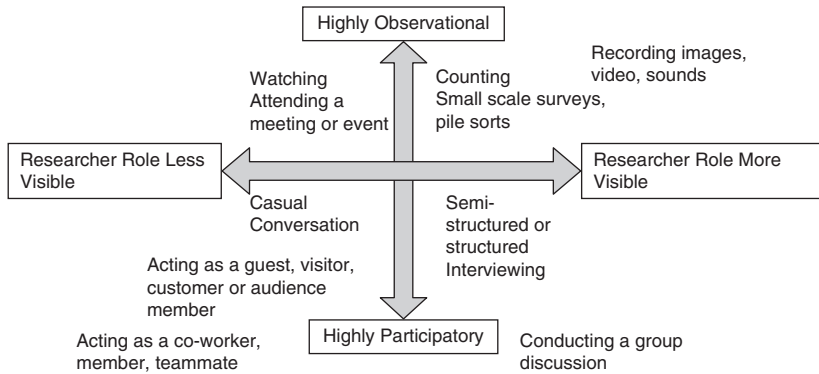 Highly Observational
Recording images,
video, sounds
Watching
Attending a
meeting or event
Counting
Small scale surveys,
pile sorts
Researcher Role Less
Visible
Researcher Role More
Visible
Casual
Conversation
Semi-
structured or
structured
Interviewing
Acting as a guest, visitor,
customer or audience
member
Highly Participatory
Acting as a co-worker,
member, teammate
Conducting a group
discussion